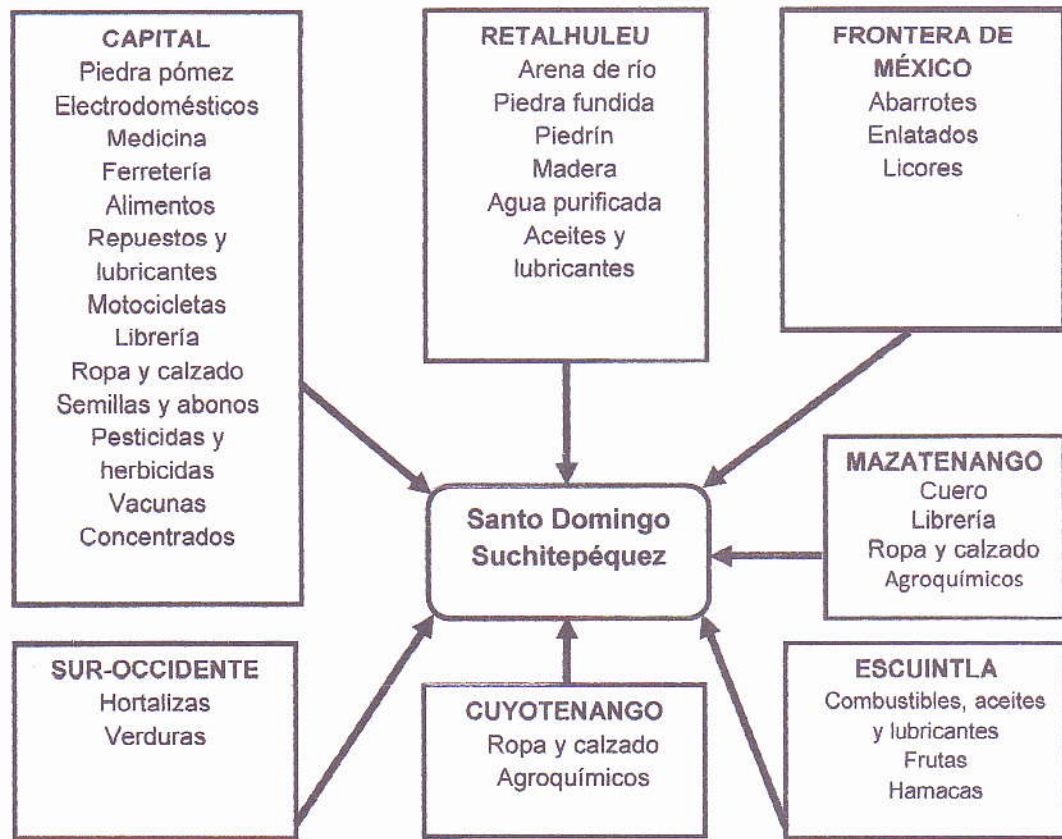 CAPITAL
Piedra pómez
Electrodomésticos
Medicina
Ferretería
Alimentos
Repuestos y
lubricantes
Motocicletas
Librería
Ropa y calzado
Semillas y abonos
Pesticidas y
herbicidas
Vacunas
Concentrados
RETALHULEU
Arena de río
Piedra fundida
Piedrín
Madera
Agua purificada
Aceites y
lubricantes
FRONTERA DE
MÉXICO
Abarrotes
Enlatados
Licores
Santo Domingo
Suchitepéquez
MAZATENANGO
Cuero
Librería
Ropa y calzado
Agroquímicos
SUR-OCCIDENTE
Hortalizas
Verduras
CUYOTENANGO
Ropa y calzado
Agroquímicos
ESCUINTLA
Combustibles, aceites
y lubricantes
Frutas
Hamacas